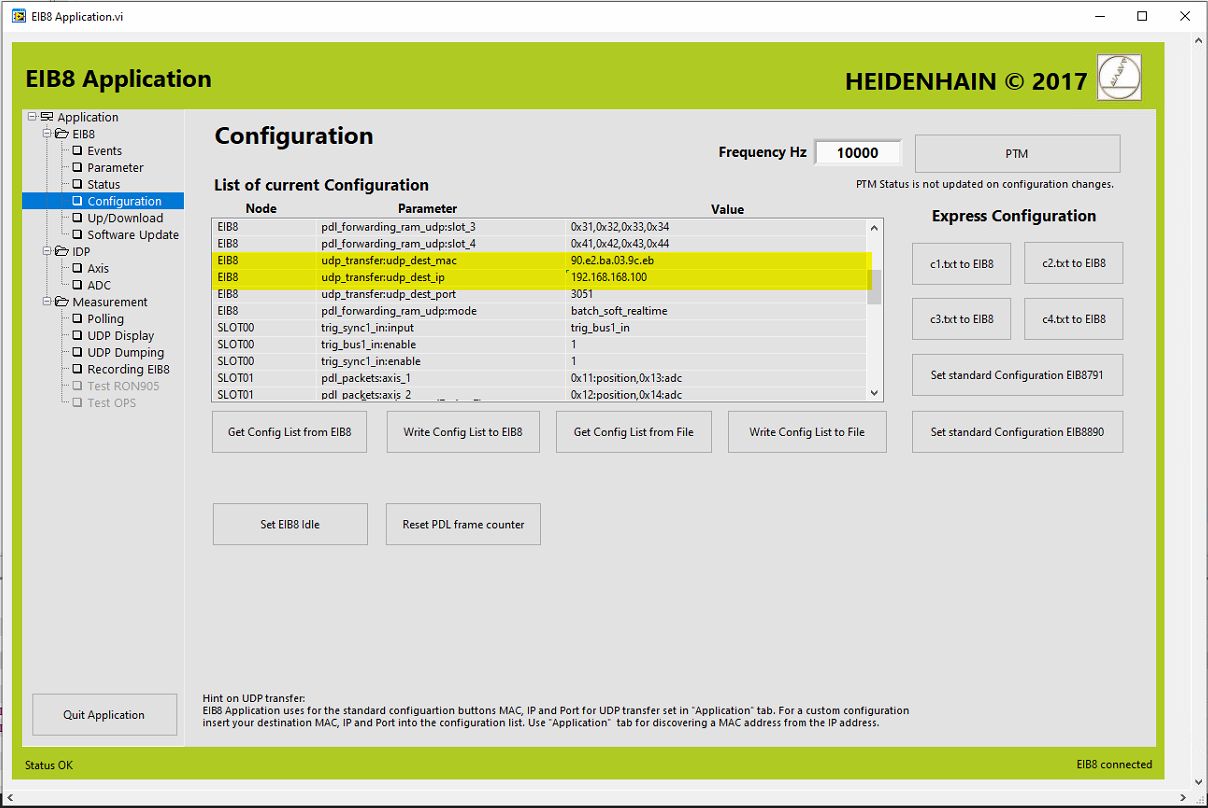 EIB8 Application.vi
EIB8 Application
HEIDENHAIN © 2017
Application
EIB8
Events
Parameter
Status
Configuration
Up/Download
Software Update
IDP
Axis
ADC
Measurement
Polling
UDP Display
UDP Dumping
Recording EIB8
Test RON905
Test OPS
Quit Application
Configuration
Frequency Hz 10000 PTM
PTM Status is not updated on configuration changes.
List of current Configuration
Node Parameter Value
EIB8 pdl_forwarding_ram_udp:slot_3 0x31,0x32,0x33,0x34
EIB8 pdl_forwarding_ram_udp:slot_4 0x41,0x42,0x43,0x44
EIB8 udp_transfer:udp_dest_mac 90.e2.ba.03.9c.eb
EIB8 udp_transfer:udp_dest_ip 192.168.168.100
EIB8 udp_transfer:udp_dest_port 3051
EIB8 pdl_forwarding_ram_udp:mode batch_soft_realtime
SLOT00 trig_sync1_in:input trig_bus1_in
SLOT00 trig_bus1_in:enable 1
SLOT00 trig_sync1_in:enable 1
SLOT01 pdl_packets:axis_1 0x11:position,0x13:adc
SLOT01 pdl_packets:axis_2 0x12:position,0x14:adc
Get Config List from EIB8
Write Config List to EIB8
Get Config List from File
Write Config List to File
Express Configuration
c1.txt to EIB8
c2.txt to EIB8
c3.txt to EIB8
c4.txt to EIB8
Set standard Configuration EIB8791
Set standard Configuration EIB8890
Set EIB8 Idle
Reset PDL frame counter
Hint on UDP transfer:
EIB8 Application uses for the standard configuartion buttons MAC, IP and Port for UDP transfer set in "Application" tab. For a custom configuration
insert your destination MAC, IP and Port into the configuration list. Use "Application" tab for discovering a MAC address from the IP address.
Status OK
EIB8 connected